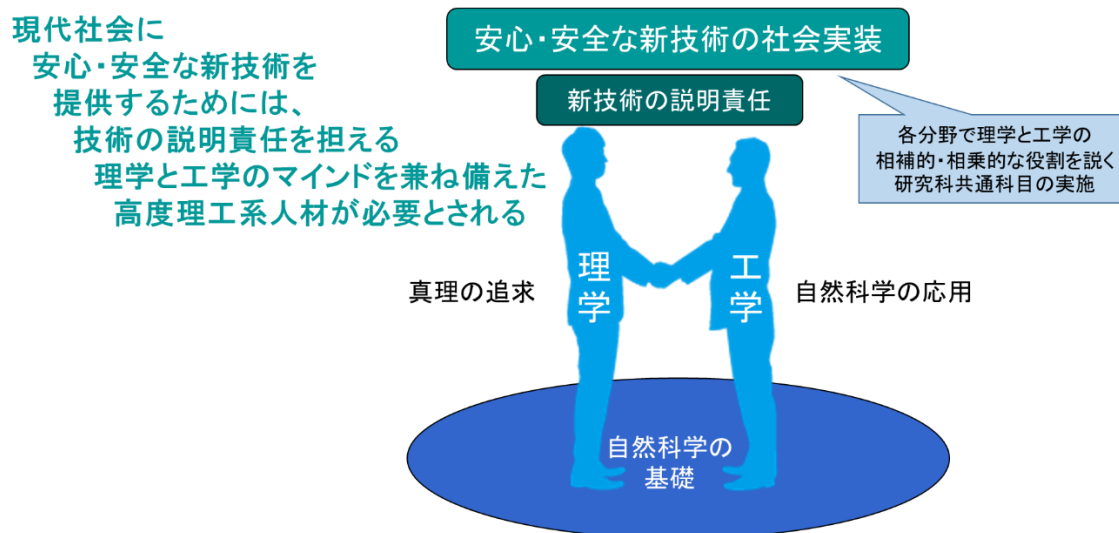 現代社会に
安心・安全な新技術を
提供するためには、
技術の説明責任を担える
理学と工学のマインドを兼ね備えた
高度理工系人材が必要とされる
安心・安全な新技術の社会実装
新技術の説明責任
各分野で理学と工学の
相補的・相乗的な役割を説く
研究科共通科目の実施
理学
工学
真理の追求
自然科学の応用
自然科学の
基礎